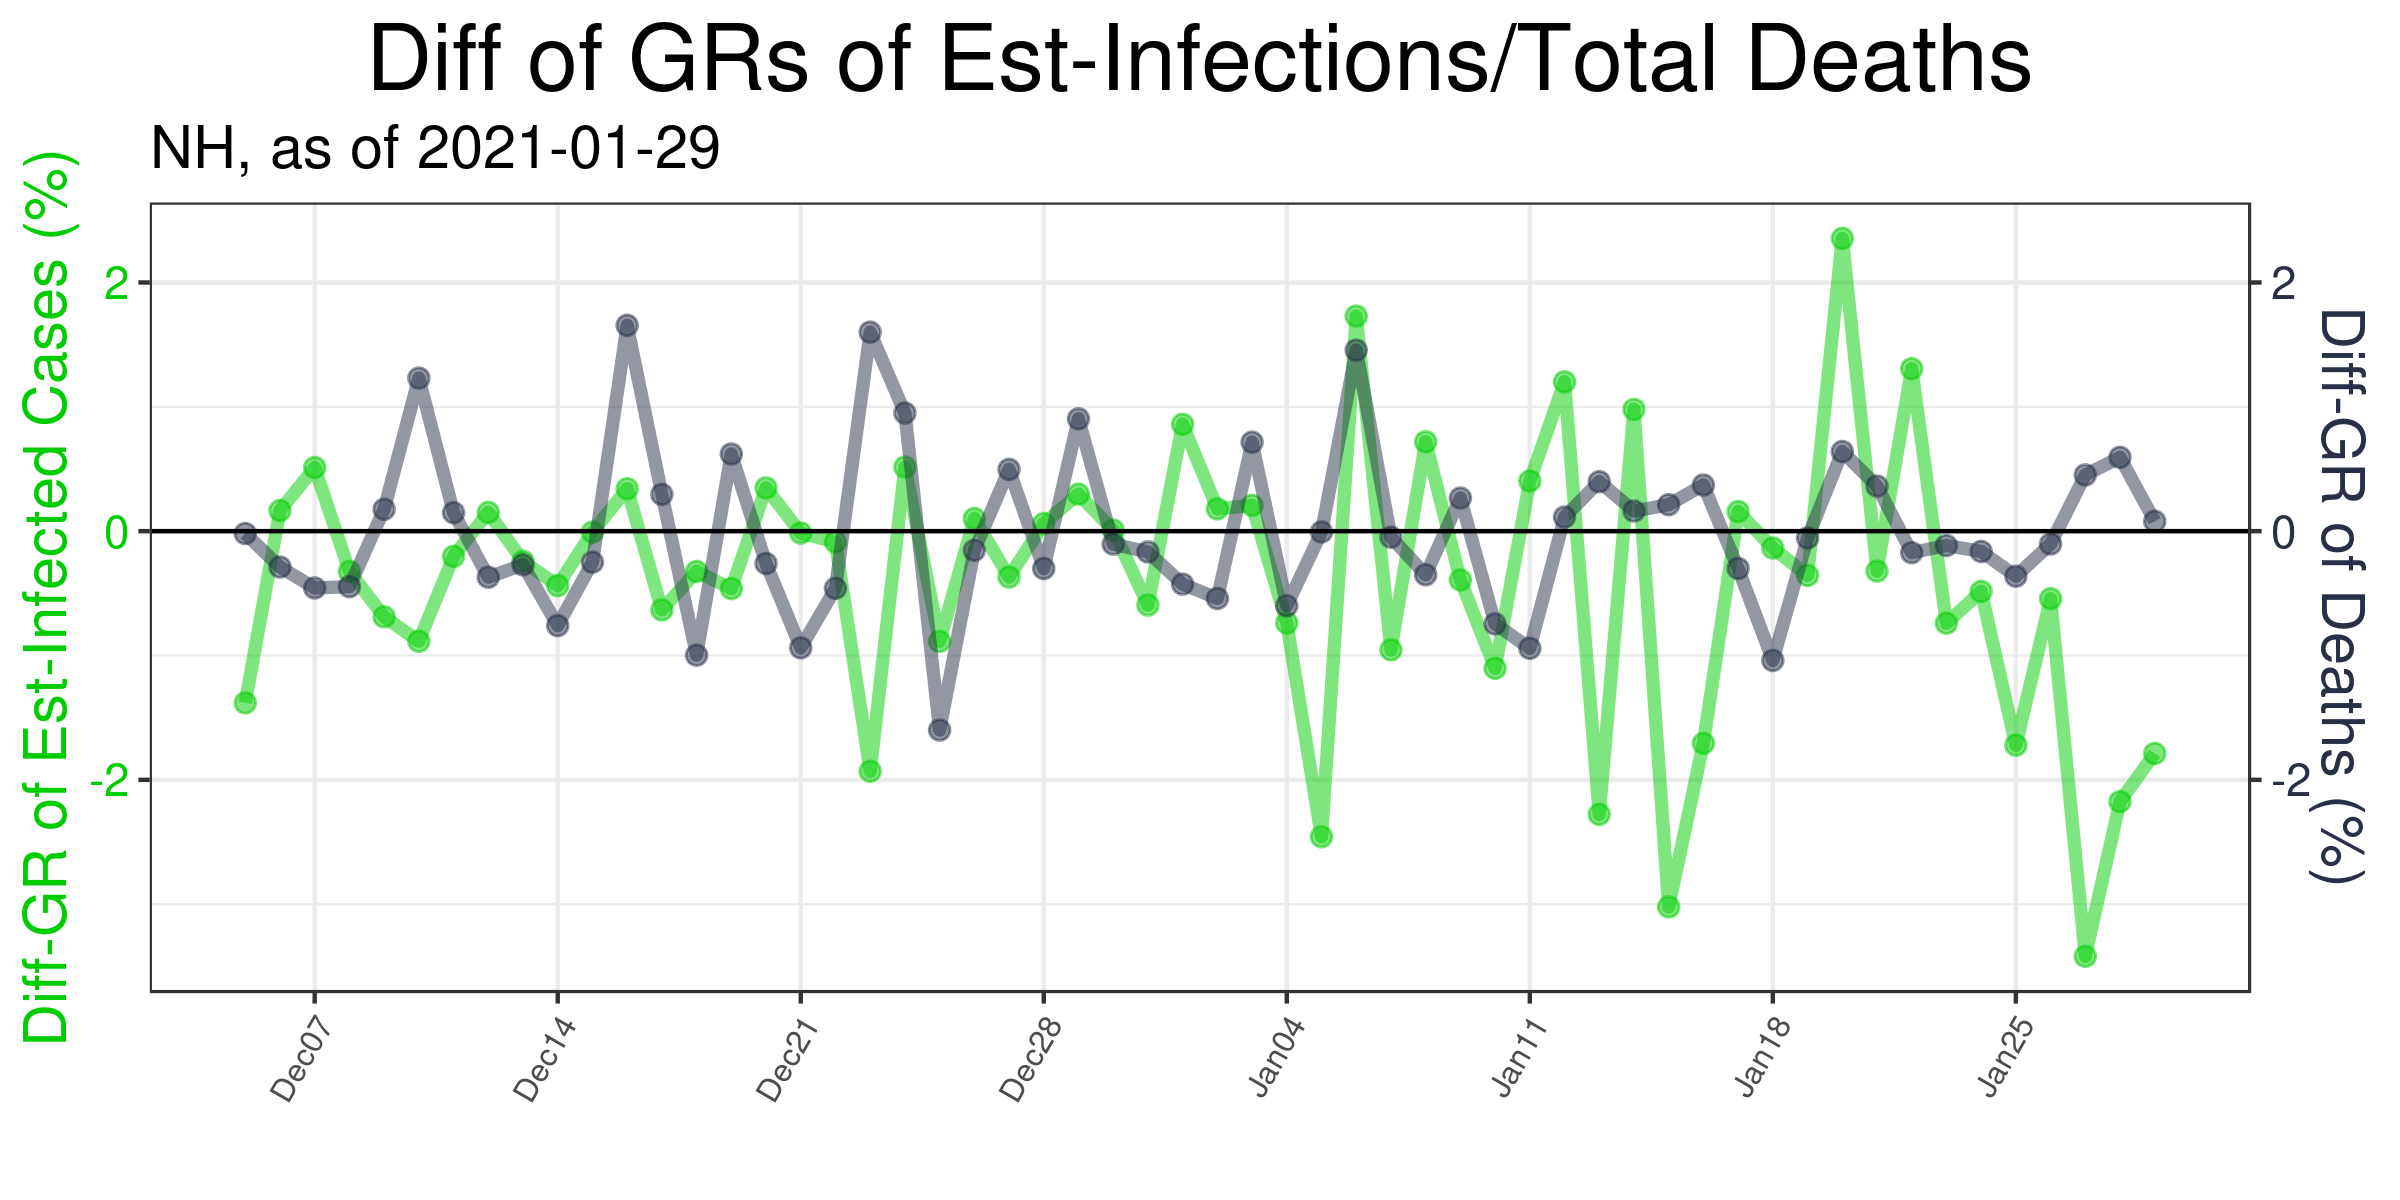 Diff of GRs of Est-Infections/Total Deaths
NH, as of 2021-01-29
Diff-GR of Est-Infected Cases (%)
2
0
-2
2
0
-2
Diff-GR of Deaths (%)
Dec07
Dec14
Dec21
Dec28
Jan04
Jan11
Jan18
Jan25